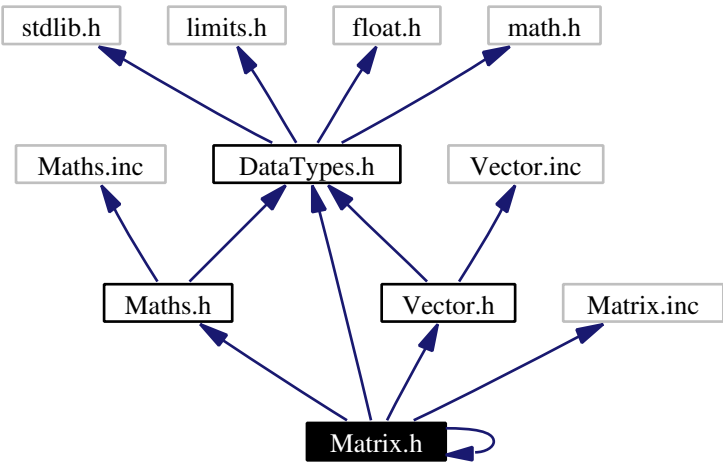 stdlib.h
limits.h
float.h
math.h
Maths.inc
DataTypes.h
Vector.inc
Maths.h
Vector.h
Matrix.inc
Matrix.h